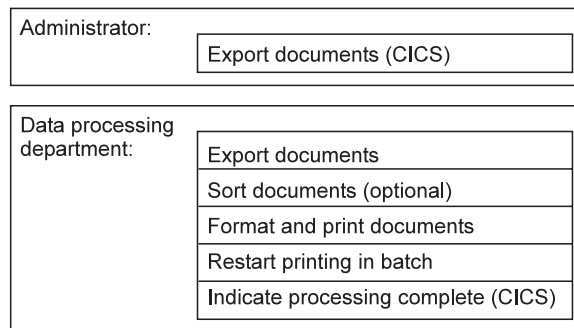 Administrator:
Export documents (CICS)
Data processing
department:
Export documents
Sort documents (optional)
Format and print documents
Restart printing in batch
Indicate processing complete (CICS)